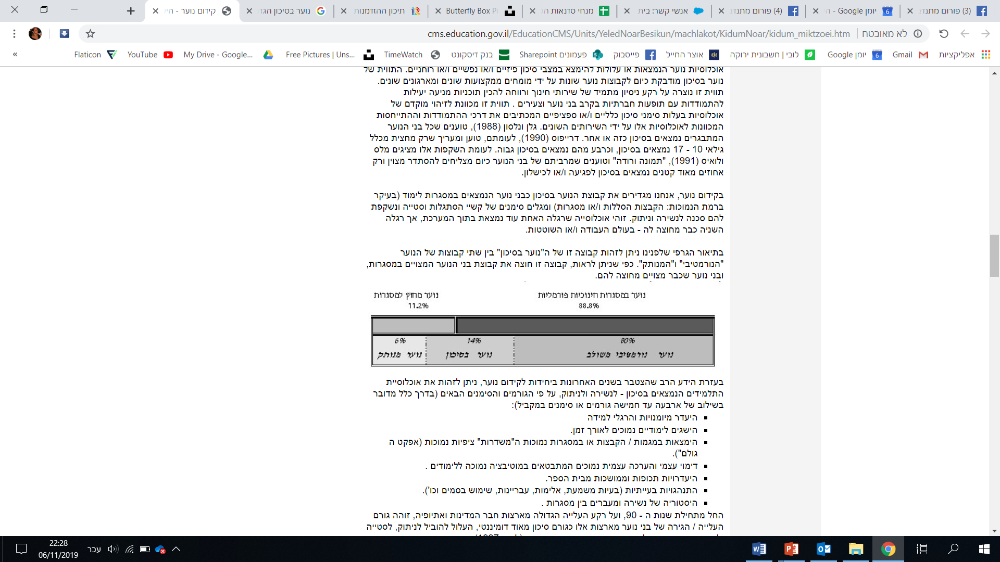 קידום נוער - הי
נוער בסיכון הגד
תיכון ההזדמנות
Butterfly Box Pi
מנחי סדנאות הכ
אנשי קשר: בית
(4) פורום מתנדב
יומן Google - ה
(3) פורום מתנדב
cms.education.gov.il/EducationCMS/Units/YeledNoarBesikun/machlakot/KidumNoar/kidum_miktzoei.htm
לא מאובטח
אפליקציות
Gmail
יומן Google
לובי | חשבונית ירוקה
אוצר החייל
פייסבוק
פעמונים Sharepoint
בנק דיסקונט
TimeWatch
Free Pictures | Uns...
My Drive - Google...
YouTube
Flaticon
»
אוכלוסיות נוער הנמצאות או עלולות להימצא במצבי סיכון פיזיים ו/או נפשיים ו/או רוחניים. התווית של
נוער בסיכון מודבקת כיום לקבוצות נוער שונות על ידי מומחים ממקצועות שונים ומארגונים שונים.
תווית זו נוצרה על רקע ניסיון מתמיד של שירותי חינוך ורווחה להכין תוכניות מניעה יעילות
להתמודדות עם תופעות חברתיות בקרב בני נוער וצעירים . תווית זו מכוונת לזיהוי מוקדם של
אוכלוסיות בעלות סימני סיכון כלליים ו/או ספציפיים המכתיבים את דרכי ההתמודדות וההתייחסות
המכוונות לאוכלוסיות אלו על ידי השירותים השונים. גלן ונלסון (1988), טוענים שכל בני הנוער
המתבגרים נמצאים בסיכון כזה או אחר. דרייפוס (1990), לעומתם, טוען ומעריך שרק מחצית מכלל
גילאי 10 - 17 נמצאים בסיכון, וכרבע מהם נמצאים בסיכון גבוה. לעומת השקפות אלו מציגים מלס
ולואיס (1991), "תמונה ורודה" וטוענים שמרביתם של בני הנוער כיום מצליחים להסתדר מצוין ורק
אחוזים מאוד קטנים נמצאים בסיכון לפגיעה ו/או לכישלון.
בקידום נוער, אנחנו מגדירים את קבוצת הנוער בסיכון כבני נוער הנמצאים במסגרות לימוד (בעיקר
ברמת הנמוכות: הקבצות הסללות ו/או מסגרות) ומגלים סימנים של קשיי הסתגלות וסטייה ונשקפת
להם סכנה לנשירה וניתוק. זוהי אוכלוסייה שרגלה האחת עוד נמצאת בתוך המערכת, אך רגלה
השניה כבר מחוצה לה - בעולם העבודה ו/או השוטטות.
בתיאור הגרפי שלפנינו ניתן לזהות קבוצה זו של ה"נוער בסיכון" בין שתי קבוצות של הנוער
"הנורמטיבי" ו"המנותק". כפי שניתן לראות, קבוצה זו חוצה את קבוצת בני הנוער המצויים במסגרות,
ובני נוער שכבר מצויים מחוצה להם.
נוער במסגרות חינוכיות פורמליות
88.8%
נוער מחוץ למסגרות
11.2%
80%
נוער נורמטיבי משולב
14%
נוער בסיכון
6%
נוער מנותק
בעזרת הידע הרב שהצטבר בשנים האחרונות ביחידות לקידום נוער, ניתן לזהות את אוכלוסיית
התלמידים הנמצאים בסיכון - לנשירה ולניתוק, על פי הגורמים והסימנים הבאים (בדרך כלל מדובר
בשילוב של ארבעה עד חמישה גורמים או סימנים במקביל):
היעדר מיומנויות והרגלי למידה
הישגים לימודיים נמוכים לאורך זמן.
הימצאות במגמות / הקבצות או במסגרות נמוכות ה"משדרות" ציפיות נמוכות (אפקט ה
גולם").
דימוי עצמי והערכה עצמית נמוכים המתבטאים במוטיבציה נמוכה ללימודים .
היעדרויות תכופות וממושכות מבית הספר.
התנהגויות בעייתיות (בעיות משמעת, אלימות, עבריינות, שימוש בסמים וכו').
היסטוריה של נשירה ומעברים בין מסגרות .
החל מתחילת שנות ה - 90, ועל רקע העלייה הגדולה מארצות חבר המדינות ואתיופיה, זוהה גורם
העלייה / הגירה של בני נוער מארצות אלו כגורם סיכון מאוד דומיננטי, העלול להוביל לניתוק, לסטייה
עבר
22:28
06/11/2019